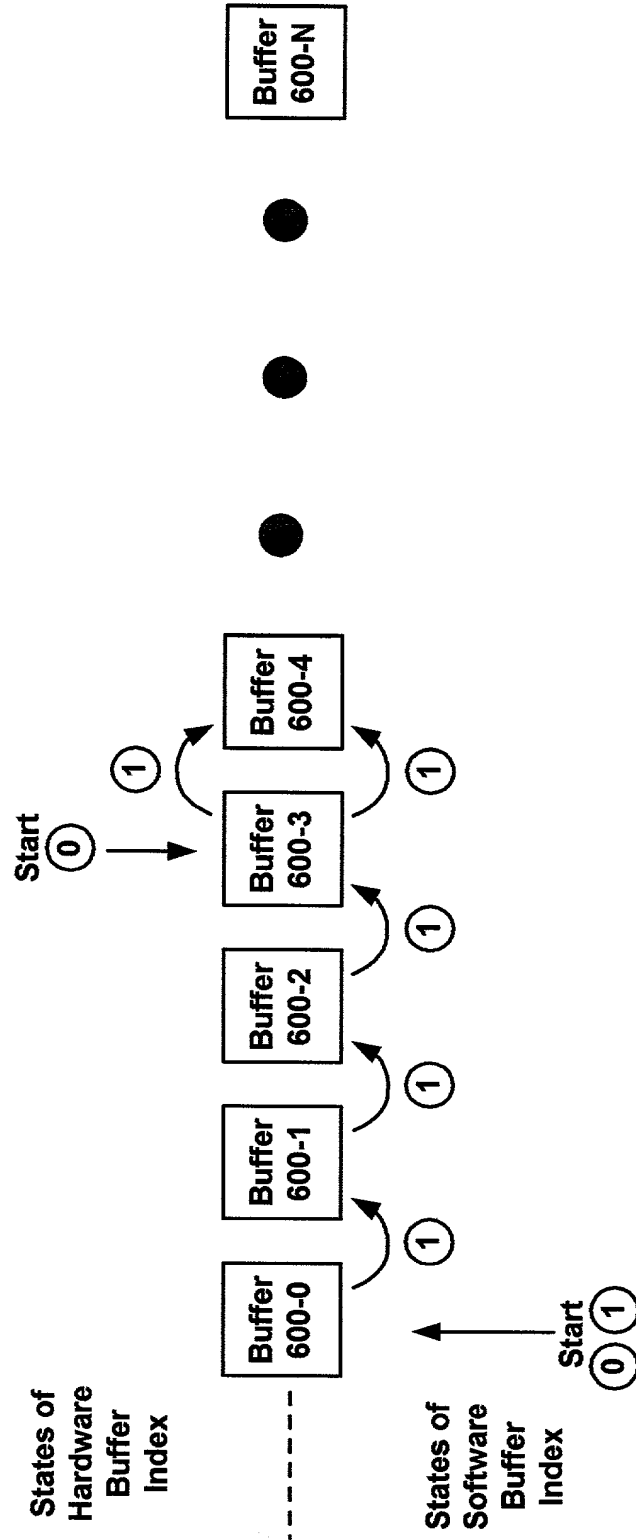 States of
Hardware
Buffer
Index
Start
0
1
Buffer
600-0
Buffer
600-1
Buffer
600-2
Buffer
600-3
Buffer
600-4
Buffer
600-N
1
1
1
1
States of
Software
Buffer
Index
Start
0 1